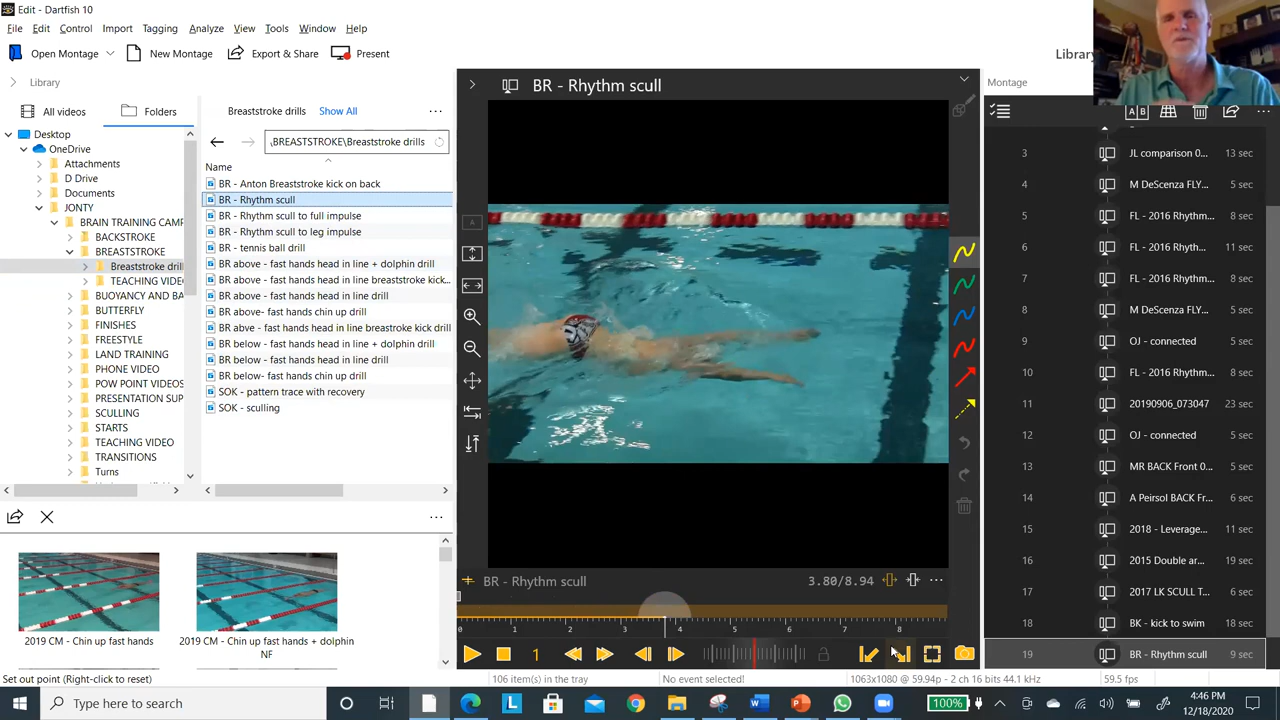 Edit - Dartfish 10
File Edit Control Import Tagging Analyze View Tools Window Help
Open Montage New Montage Export & Share Present
Library
Library
Montage
All videos Folders
Breaststroke drills Show All
\BREASTSTROKE\Breaststroke drills
Name
Desktop
OneDrive
Attachments
D Drive
Documents
JONTY
BRAIN TRAINING CAMP
BACKSTROKE
BREASTSTROKE
Breaststroke dril
TEACHING VIDE
BUOYANCY AND BA
BUTTERFLY
FINISHES
FREESTYLE
LAND TRAINING
PHONE VIDEO
POW POINT VIDEOS
PRESENTATION SUP
SCULLING
STARTS
TEACHING VIDEO
TRANSITIONS
Turns
BR - Anton Breaststroke kick on back
BR - Rhythm scull
BR - Rhythm scull to full impulse
BR - Rhythm scull to leg impulse
BR - tennis ball drill
BR above - fast hands head in line + dolphin drill
BR above - fast hands head in line breaststroke kick...
BR above - fast hands head in line drill
BR above- fast hands chin up drill
BR abve - fast hands head in line breastroke kick drill
BR below - fast hands head in line + dolphin drill
BR below - fast hands head in line drill
BR below- fast hands chin up drill
SOK - pattern trace with recovery
SOK - sculling
2019 CM - Chin up fast hands
2019 CM - Chin up fast hands + dolphin
NF
BR - Rhythm scull
BR - Rhythm scull 3.80/8.94
0 1 2 3 4 5 6 7 8
1
3 JL comparison 0... 13 sec
4 M DeScenza FLY... 5 sec
5 FL - 2016 Rhyth... 8 sec
6 FL - 2016 Rhyth... 8 sec
7 FL - 2016 Rhythm... 8 sec
8 M DeScenza FLY... 5 sec
9 OJ - connected 5 sec
10 FL - 2016 Rhythm... 8 sec
11 20190906_073047 23 sec
12 OJ - connected 5 sec
13 MR BACK Front 0... 5 sec
14 A Peirsol BACK Fr... 6 sec
15 2018 - Leverage... 11 sec
16 2015 Double ar... 19 sec
17 2017 LK SCULL T... 6 sec
18 BK - kick to swim 18 sec
19 BR - Rhythm scull 9 sec
Set out point (Right-click to reset) 106 item(s) in the tray No event selected! 1063x1080 @ 59.94p - 2 ch 16 bits 44.1 kHz 59.5 fps
Type here to search
100%
4:46 PM
12/18/2020